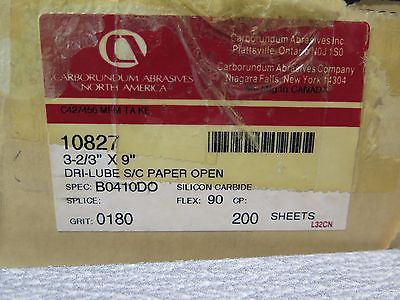 Carborundum Abrasives Inc
Plattsville, Ontario N0J 1S0
Carborundum Abrasives Company
Niagara Falls, New York 14304
in CANADA
CARBORUNDUM ABRASIVES
NORTH AMERICA
10827
3-2/3" X 9"
DRI-LUBE S/C PAPER OPEN
SPEC: B0410DO SILICON CARBIDE
SPLICE: FLEX: 90 CP:
GRIT: 0180 200 SHEETS
L32CN